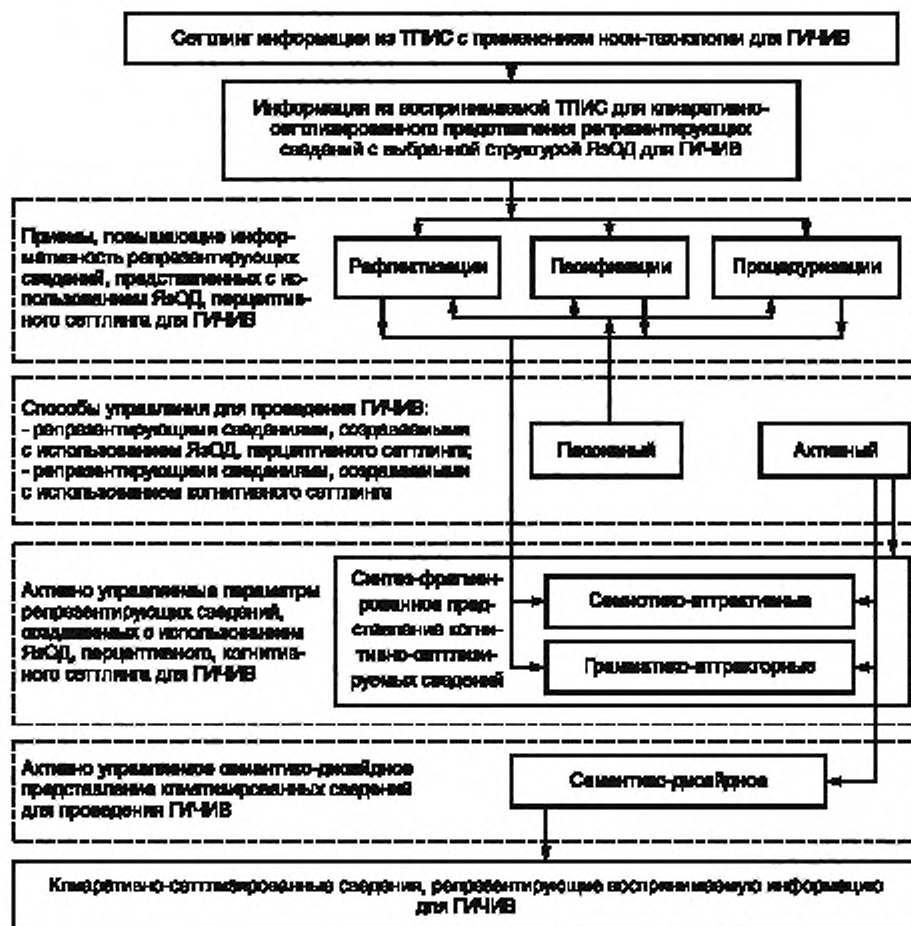 Сеттлинг информации из ТПИС с применением ноон-технологии для ГИЧИВ
Информация из воспринимаемой ТПИС для клиаративно-
сеттлизированного представления репрезентирующих
сведений с выбранной структурой ЯзОД для ГИЧИВ
Приемы, повышающие инфор-
мативность репрезентирующих
сведений, представленных с ис-
пользованием ЯзОД, перцептив-
ного сеттлинга для ГИЧИВ
Рефлектизации
Пасификации
Процедуризации
Способы управления для проведения ГИЧИВ:
- репрезентирующими сведениями, создаваемыми
с использованием ЯзОД, перцептивного сеттлинга;
- репрезентирующими сведениями, создаваемыми
с использованием когнитивного сеттлинга
Пассивный
Активный
Активно управляемые параметры
репрезентирующих сведений,
создаваемых с использованием
ЯзОД, перцептивного, когнитив-
ного сеттлинга для ГИЧИВ
Синтез-фрагмен-
тированное пред-
ставление когни-
тивно-сеттлизи-
руемых сведений
Семиотико-аттрактивные
Грамматико-аттракторные
Активно управляемое семантико-дизайдное
представление клиатизированных сведений
для проведения ГИЧИВ
Семантико-дизайдное
Клиаративно-сеттлизированные сведения, репрезентирующие воспринимаемую информацию
для ГИЧИВ